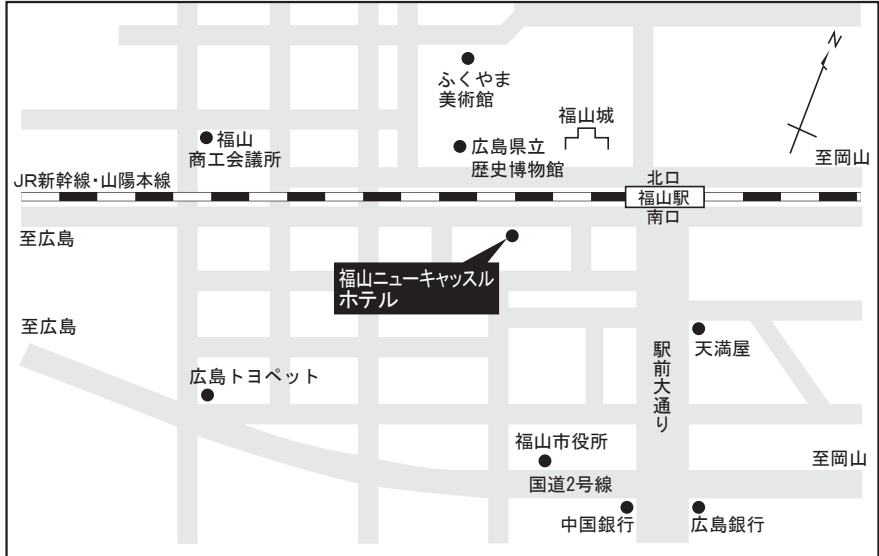 N
ふくやま
美術館
福山城
福山
商工会議所
広島県立
歴史博物館
至岡山
JR新幹線・山陽本線
北口
福山駅
南口
至広島
福山ニューキャッスル
ホテル
至広島
天満屋
駅前大通り
広島トヨペット
福山市役所
至岡山
国道2号線
中国銀行
広島銀行